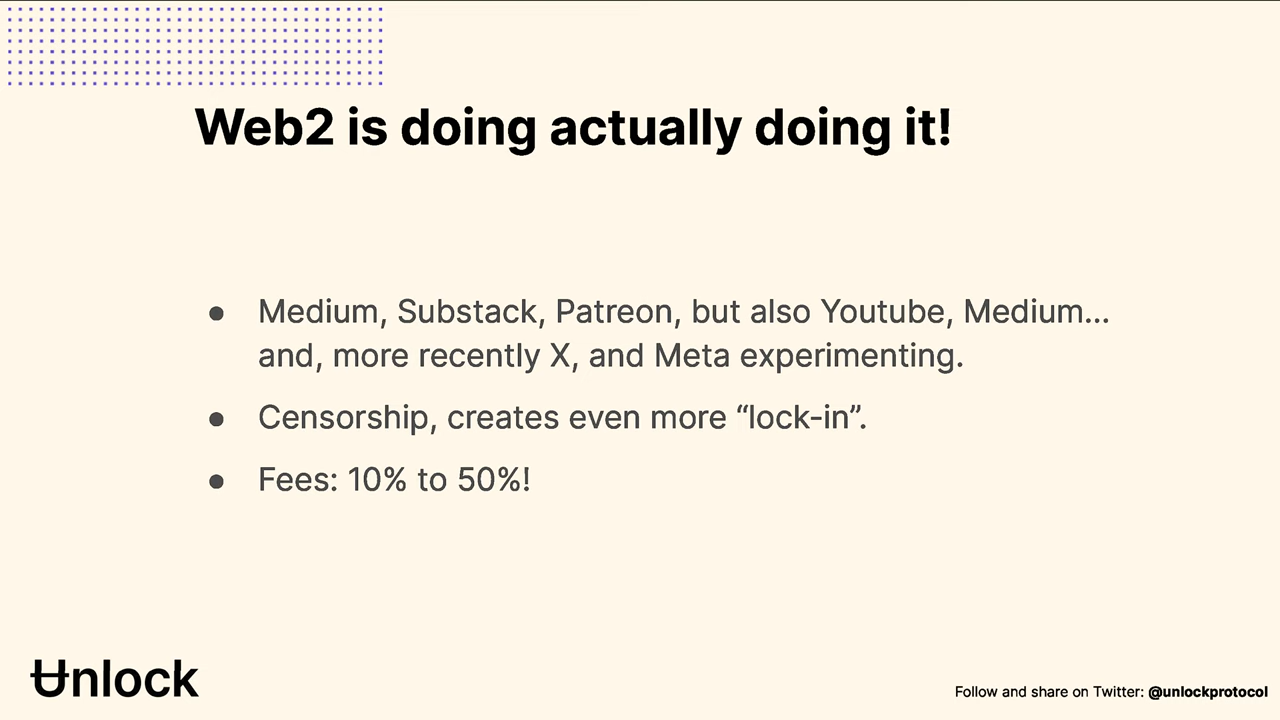 Web2 is doing actually doing it!
● Medium, Substack, Patreon, but also Youtube, Medium...
and, more recently X, and Meta experimenting.
● Censorship, creates even more “lock-in”.
● Fees: 10% to 50%!
Unlock
Follow and share on Twitter: @unlockprotocol